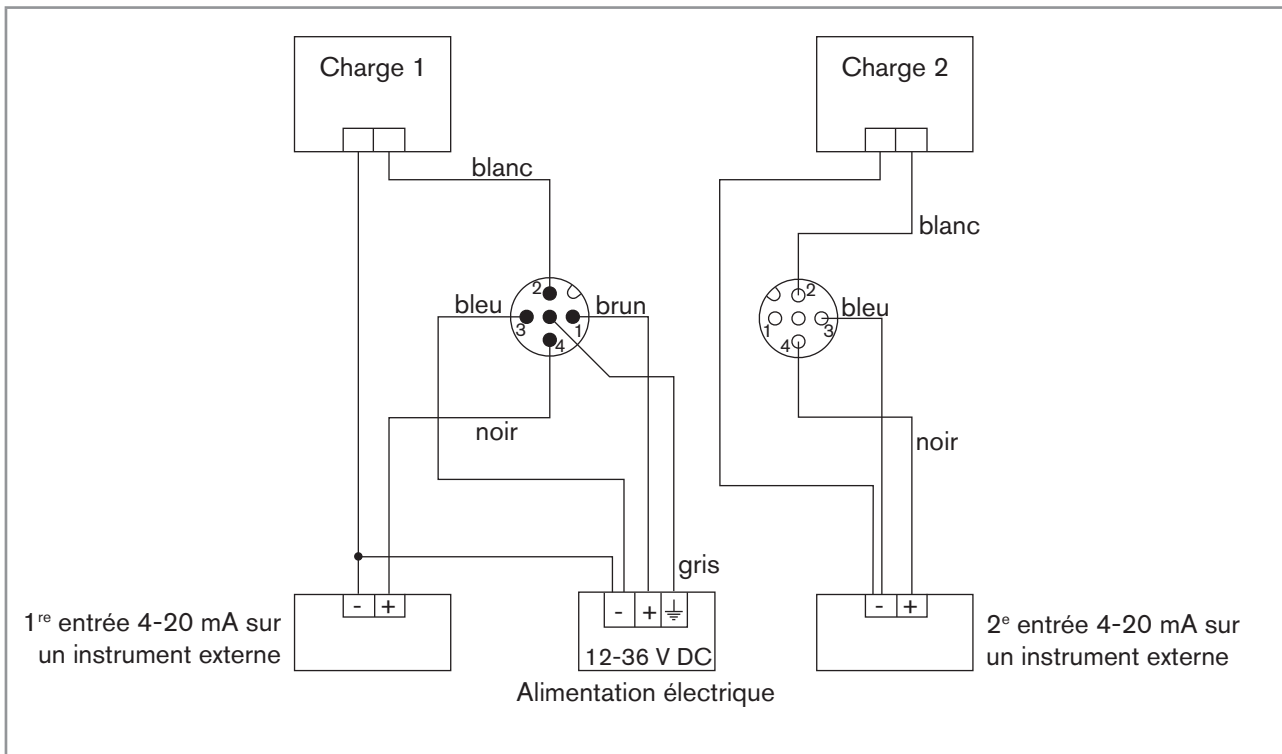 Charge 1
Charge 2
blanc
blanc
2
bleu
brun
3
1
4
2
bleu
1
3
4
noir
noir
gris
- +
- +
- +
1re entrée 4-20 mA sur
un instrument externe
12-36 V DC
Alimentation électrique
2e entrée 4-20 mA sur
un instrument externe